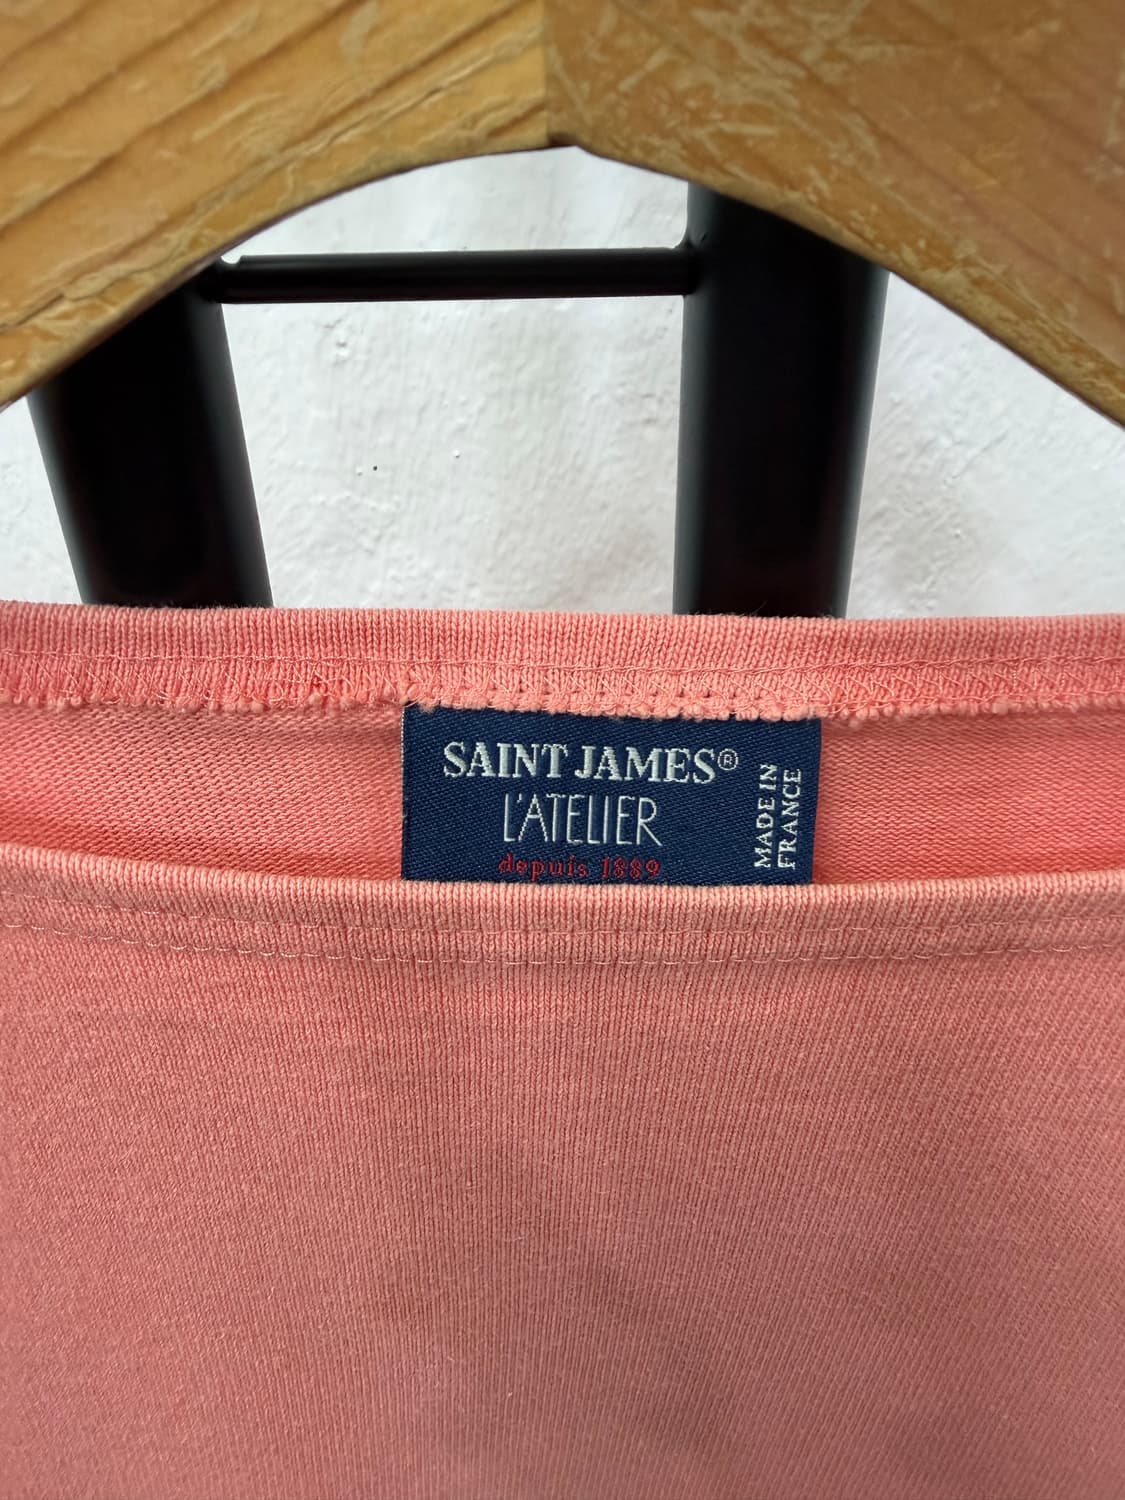 SAINT JAMES®
L'ATELIER
depuis 1889
MADE IN
FRANCE